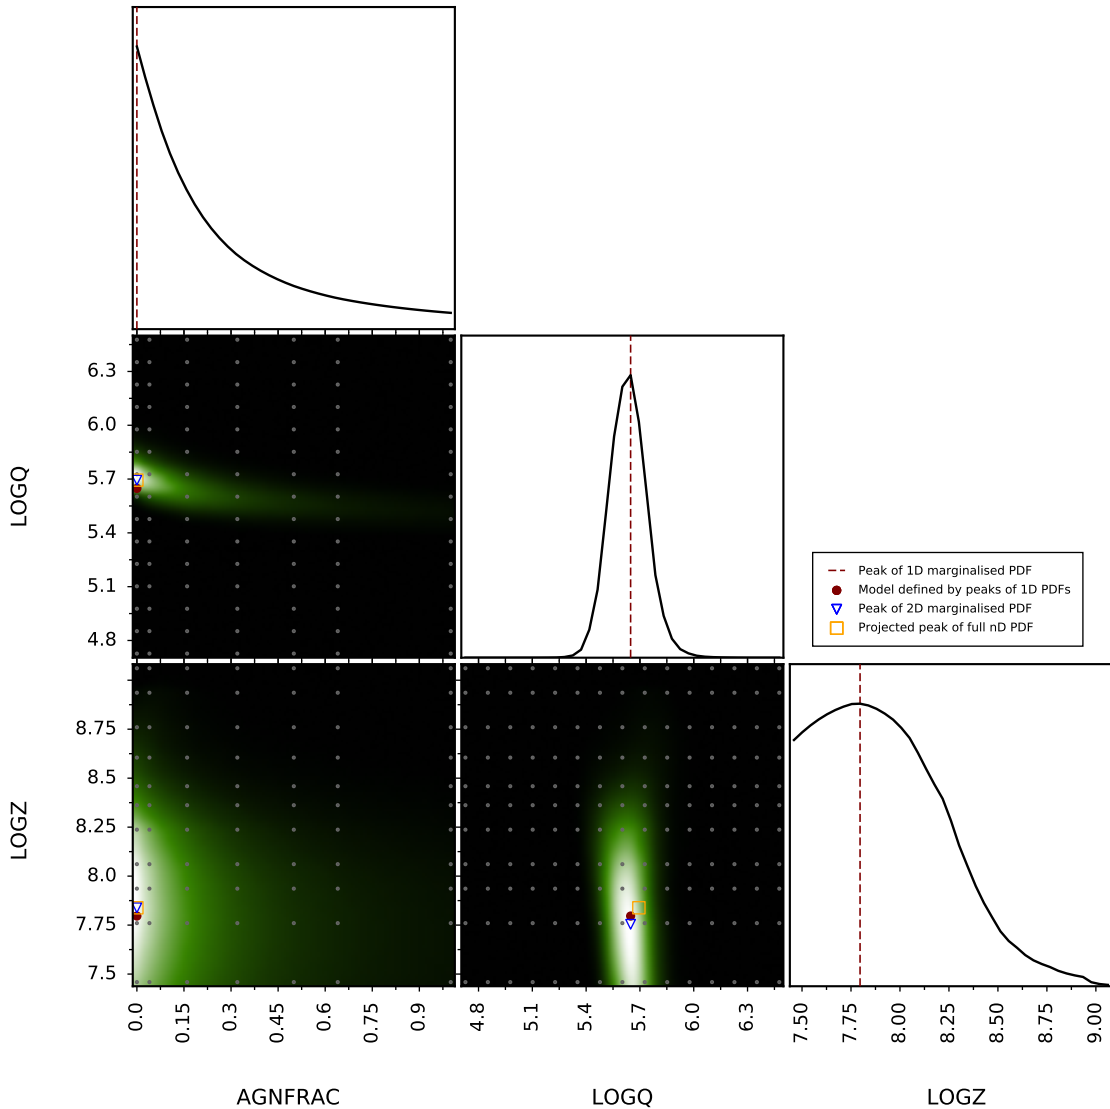 6.3
6.0
5.7
5.4
5.1
4.8
LOGQ
Peak of 1D marginalised PDF
Model defined by peaks of 1D PDFs
Peak of 2D marginalised PDF
Projected peak of full nD PDF
8.75
8.5
8.25
8.0
7.75
7.5
LOGZ
0.0 0.15 0.3 0.45 0.6 0.75 0.9
4.8 5.1 5.4 5.7 6.0 6.3
7.50 7.75 8.00 8.25 8.50 8.75 9.00
AGNFRAC LOGQ LOGZ